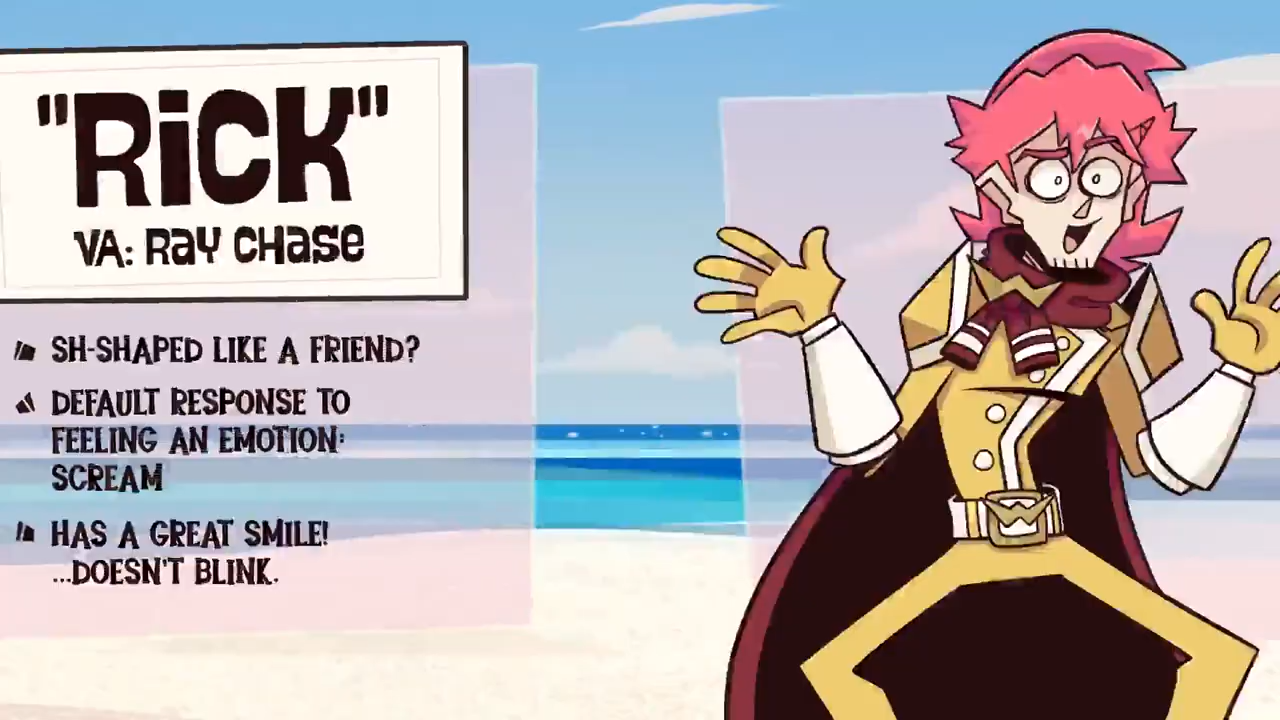 "RiCK"
VA: Ray Chase
SH-SHAPED LIKE A FRIEND?
DEFAULT RESPONSE TO
FEELING AN EMOTION:
SCREAM
HAS A GREAT SMILE!
...DOESN'T BLINK.